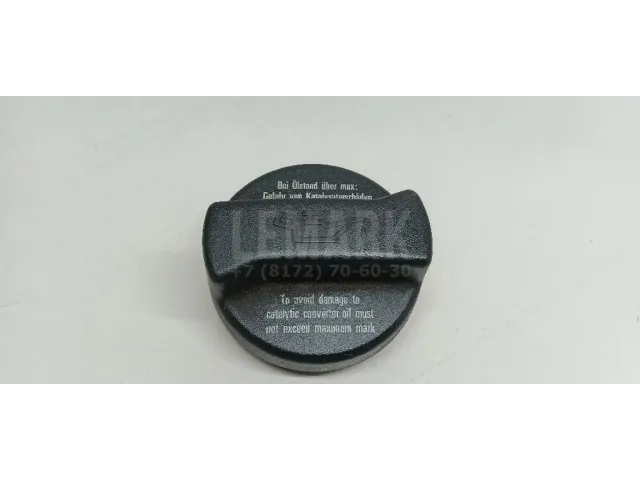 Bei Ölstand über max:
Gefahr von Katalysatorschäden
LEMARK
+7 (8172) 70-60-30
To avoid damage to
catalytic convertor oil must
not exceed maximum mark